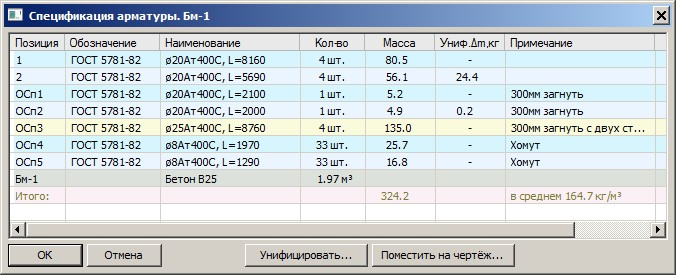 Спецификация арматуры. Бм-1
Позиция Обозначение Наименование Кол-во Масса Униф.Δm,кг Примечание
1 ГОСТ 5781-82 ø20Ат400С, L=8160 4 шт. 80.5 -
2 ГОСТ 5781-82 ø20Ат400С, L=5690 4 шт. 56.1 24.4
ОСп1 ГОСТ 5781-82 ø20Ат400С, L=2100 1 шт. 5.2 - 300мм загнуть
ОСп2 ГОСТ 5781-82 ø20Ат400С, L=2000 1 шт. 4.9 0.2 300мм загнуть
ОСп3 ГОСТ 5781-82 ø25Ат400С, L=8760 4 шт. 135.0 - 300мм загнуть с двух ст...
ОСп4 ГОСТ 5781-82 ø8Ат400С, L=1970 33 шт. 25.7 - Хомут
ОСп5 ГОСТ 5781-82 ø8Ат400С, L=1290 33 шт. 16.8 - Хомут
Бм-1 Бетон В25 1.97 м³
Итого: 324.2 в среднем 164.7 кг/м³
ОК Отмена Унифицировать... Поместить на чертёж...